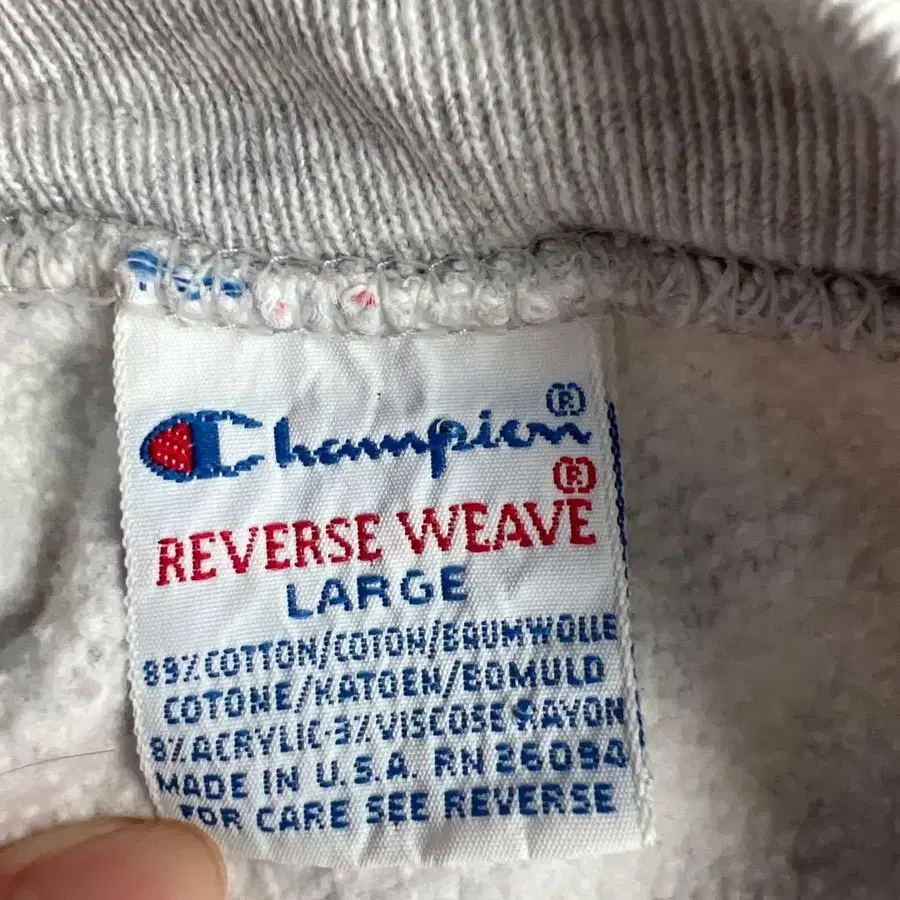 Champion®
REVERSE WEAVE®
LARGE
89% COTTON/COTON/BAUMWOLLE
COTONE/KATOEN/BOMULD
8% ACRYLIC-3% VISCOSE RAYON
MADE IN U.S.A. RN 26094
FOR CARE SEE REVERSE